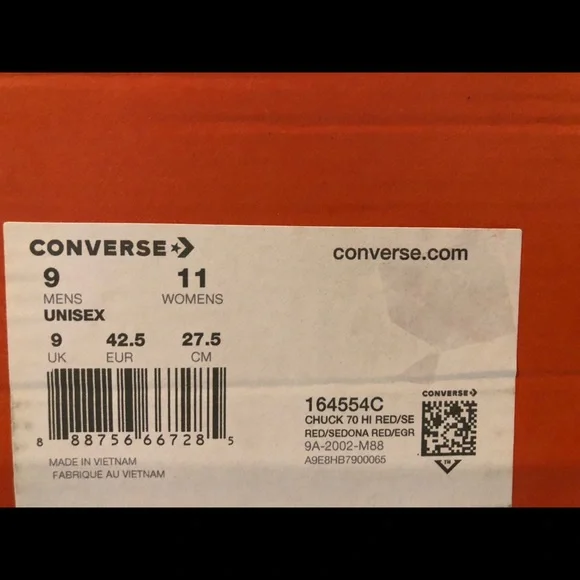 CONVERSE
converse.com
9 11
MENS WOMENS
UNISEX
9 42.5 27.5
UK EUR CM
8 88756 66728 5
MADE IN VIETNAM
FABRIQUÉ AU VIETNAM
164554C
CHUCK 70 HI RED/SE
RED/SEDONA RED/EGR
9A-2002-M88
A9E8HB7900065
CONVERSE